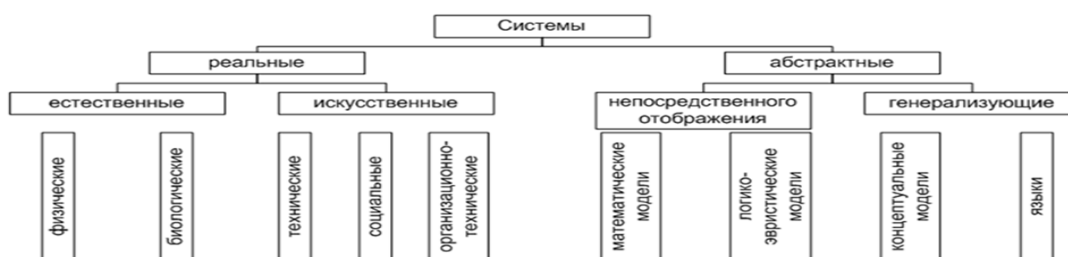 Системы
реальные
абстрактные
естественные
искусственные
непосредственного
отображения
генерализующие
физические
биологические
технические
социальные
организационно-
технические
математические
модели
логико-
эвристические
модели
концептуальные
модели
языки